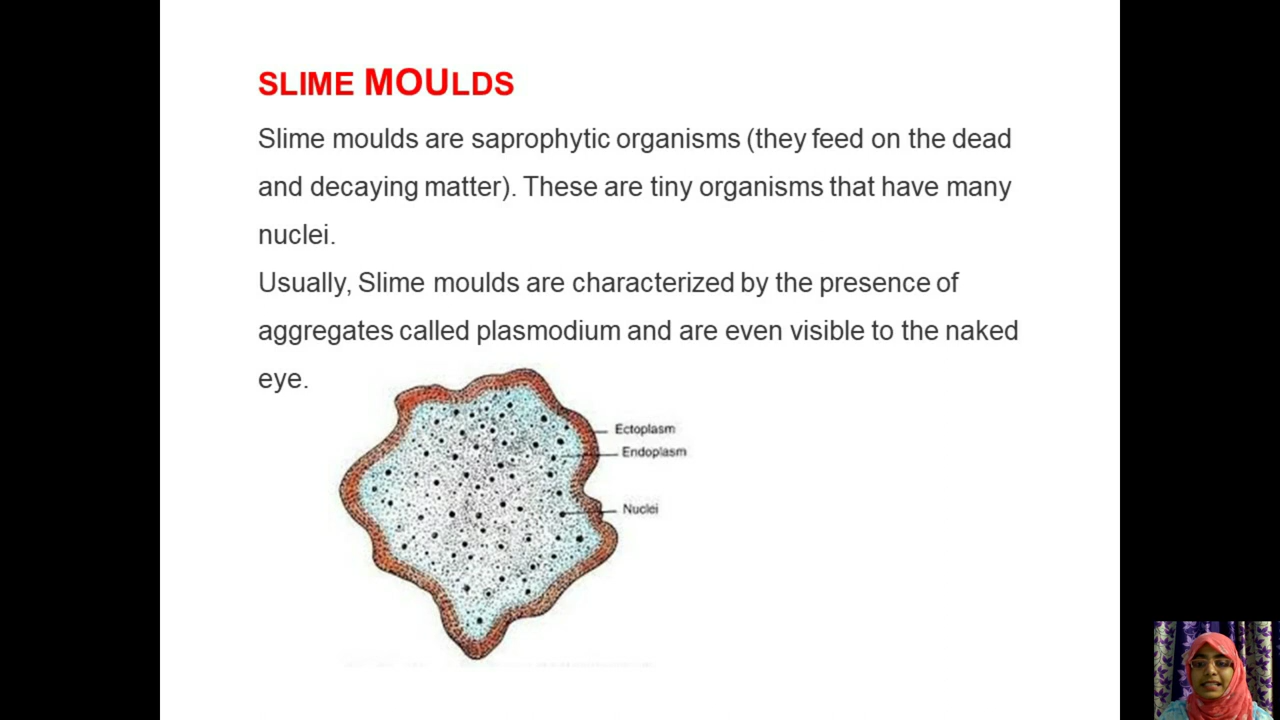 SLIME MOULDS
Slime moulds are saprophytic organisms (they feed on the dead
and decaying matter). These are tiny organisms that have many
nuclei.
Usually, Slime moulds are characterized by the presence of
aggregates called plasmodium and are even visible to the naked
eye.
Ectoplasm
Endoplasm
Nuclei